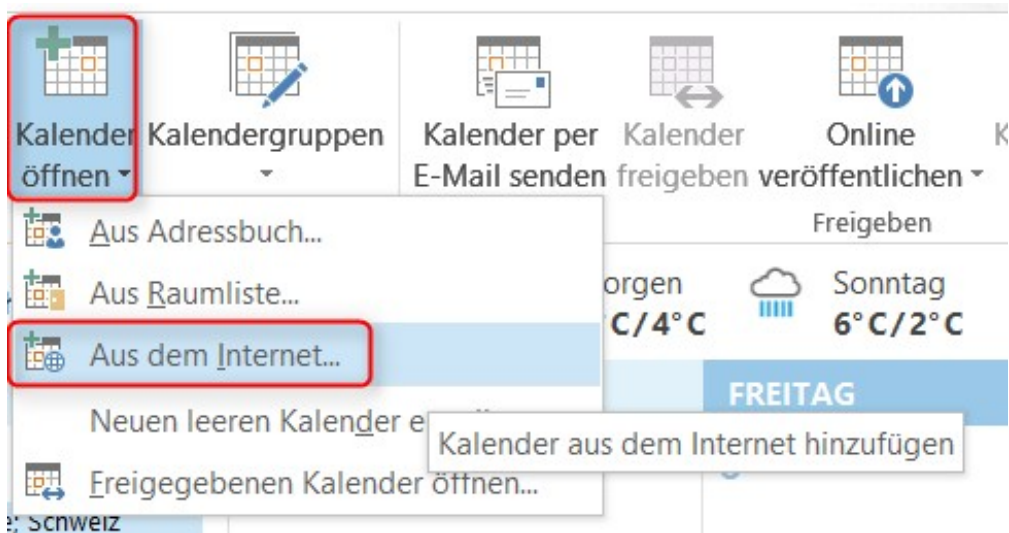 Kalender öffnen
Kalendergruppen
Kalender per E-Mail senden
Kalender freigeben
Online veröffentlichen
Freigeben
Aus Adressbuch...
Aus Raumliste...
Aus dem Internet...
Neuen leeren Kalender
Freigegebenen Kalender öffnen...
Kalender aus dem Internet hinzufügen
orgen
C/4°C
Sonntag
6°C/2°C
FREITAG
Schweiz